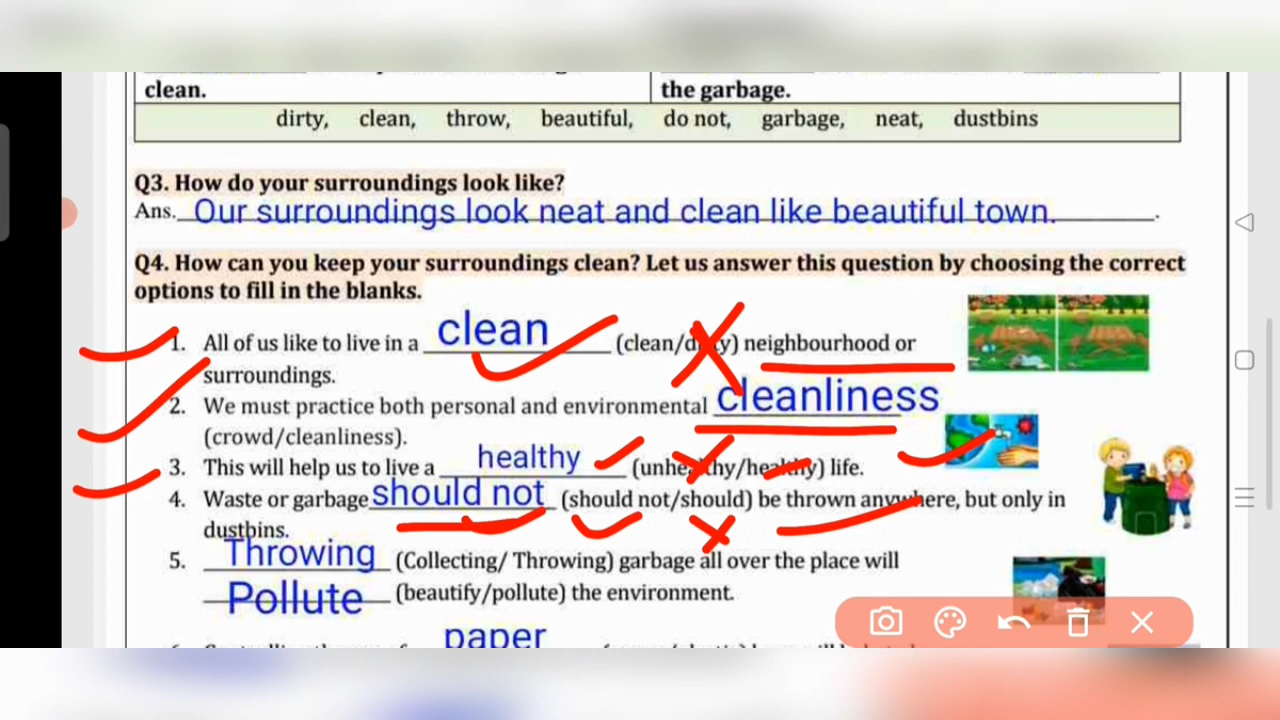 clean. the garbage.
dirty, clean, throw, beautiful, do not, garbage, neat, dustbins
Q3. How do your surroundings look like?
Ans. Our surroundings look neat and clean like beautiful town.
Q4. How can you keep your surroundings clean? Let us answer this question by choosing the correct
options to fill in the blanks.
1. All of us like to live in a clean (clean/dirty) neighbourhood or
surroundings.
2. We must practice both personal and environmental cleanliness
(crowd/cleanliness).
3. This will help us to live a healthy (unhealthy/healthy) life.
4. Waste or garbage should not (should not/should) be thrown anywhere, but only in
dustbins.
5. Throwing (Collecting/ Throwing) garbage all over the place will
Pollute (beautify/pollute) the environment.
paper